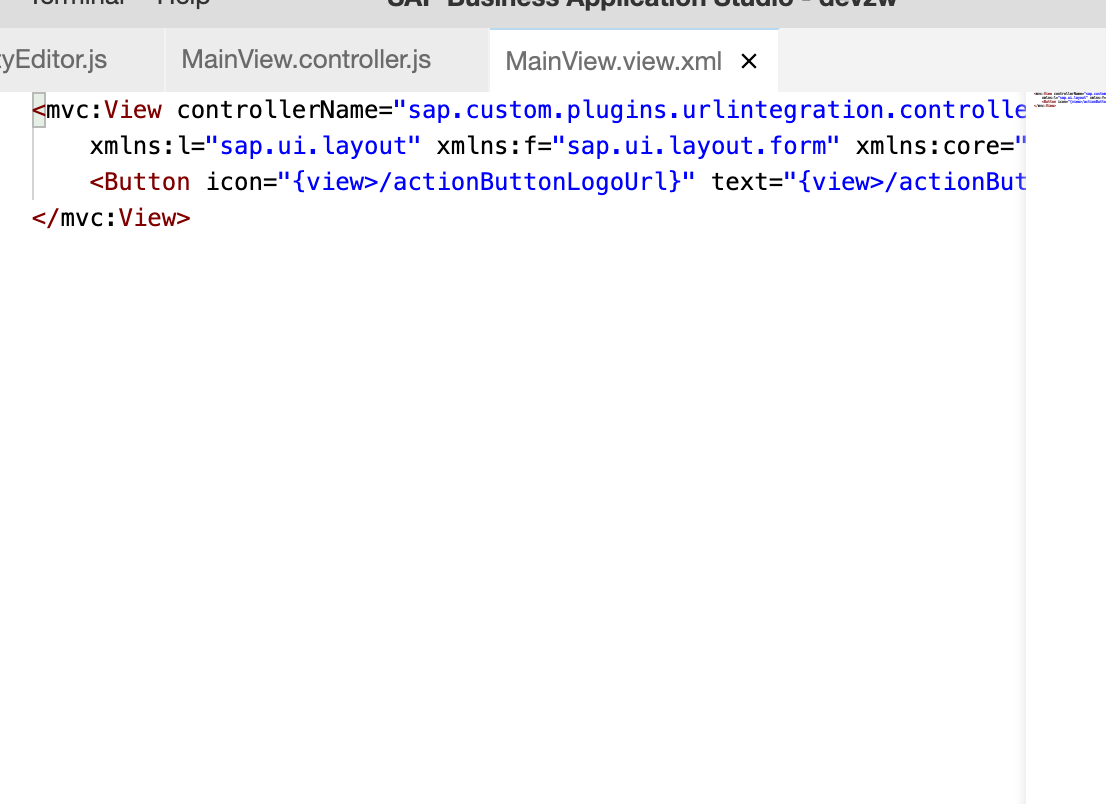 Terminal Help SAP Business Application Studio - dev2w
yEditor.js MainView.controller.js MainView.view.xml ×
<mvc:View controllerName="sap.custom.plugins.urlintegration.controlle
xmlns:l="sap.ui.layout" xmlns:f="sap.ui.layout.form" xmlns:core="
<Button icon="{view>/actionButtonLogoUrl}" text="{view>/actionBut
</mvc:View>